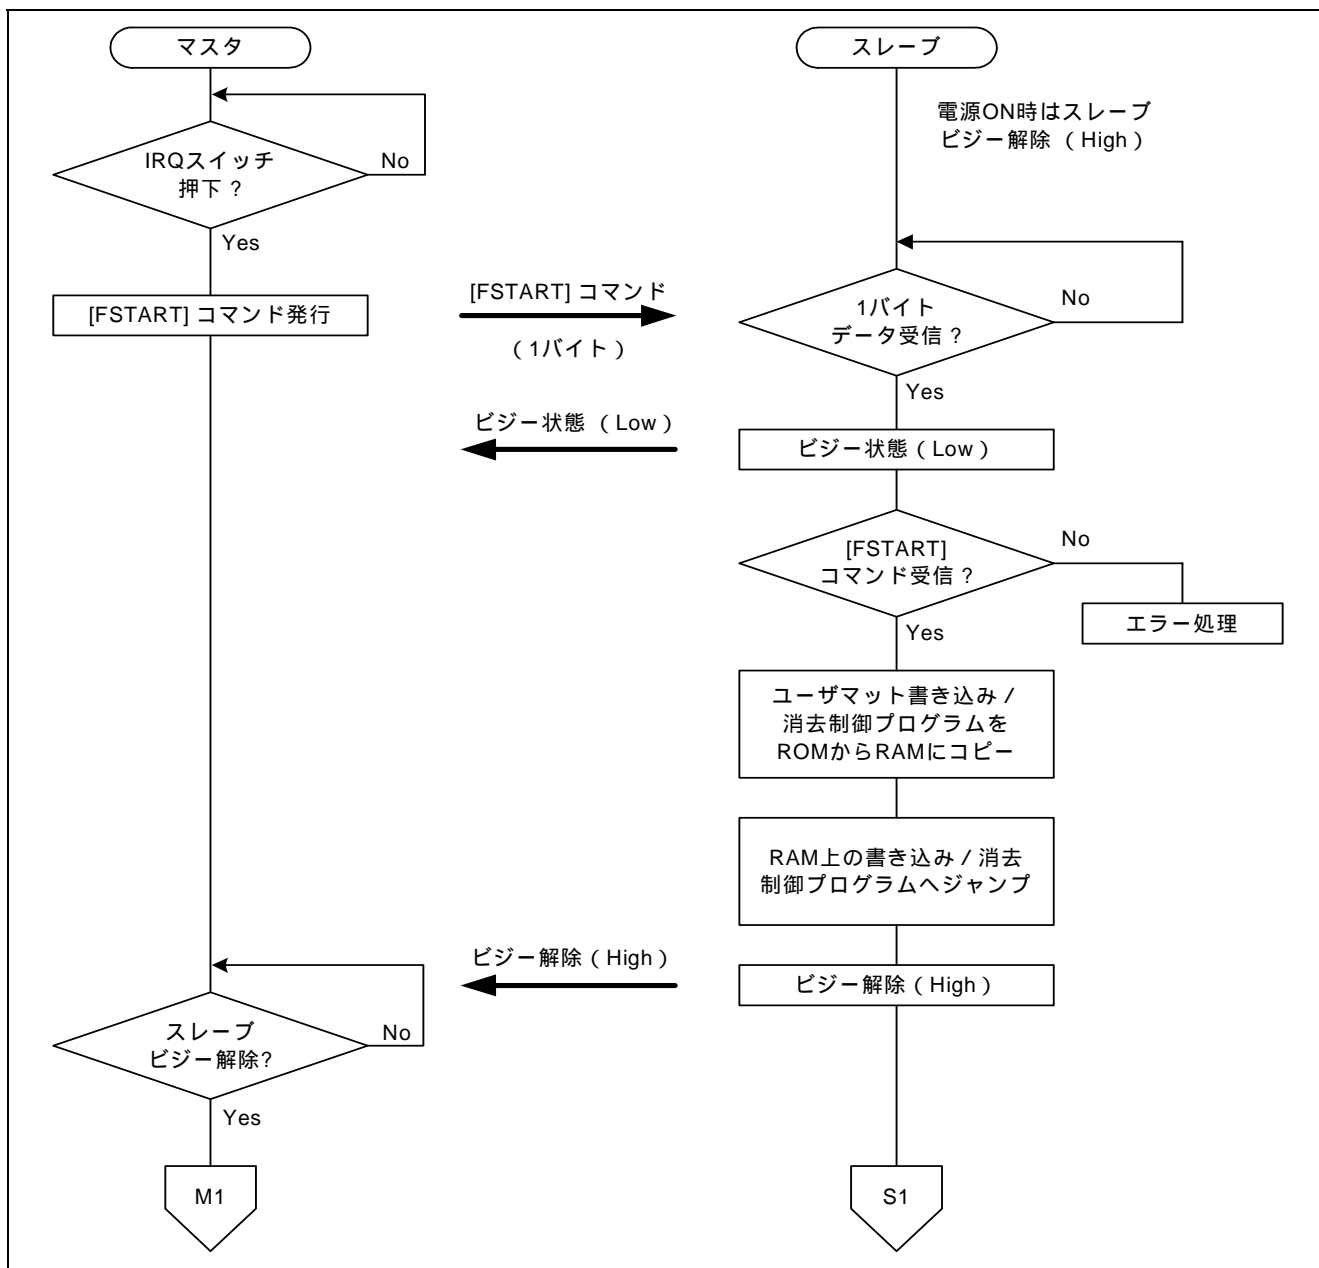 マスタ
スレーブ
電源ON時はスレーブ
ビジー解除（High）
IRQスイッチ
押下？
No
Yes
[FSTART] コマンド発行
[FSTART] コマンド
（1バイト）
1バイト
データ受信？
No
Yes
ビジー状態（Low）
ビジー状態（Low）
[FSTART]
コマンド受信？
No
Yes
エラー処理
ユーザマット書き込み／
消去制御プログラムを
ROMからRAMにコピー
RAM上の書き込み／消去
制御プログラムへジャンプ
ビジー解除（High）
ビジー解除（High）
スレーブ
ビジー解除?
No
Yes
M1
S1